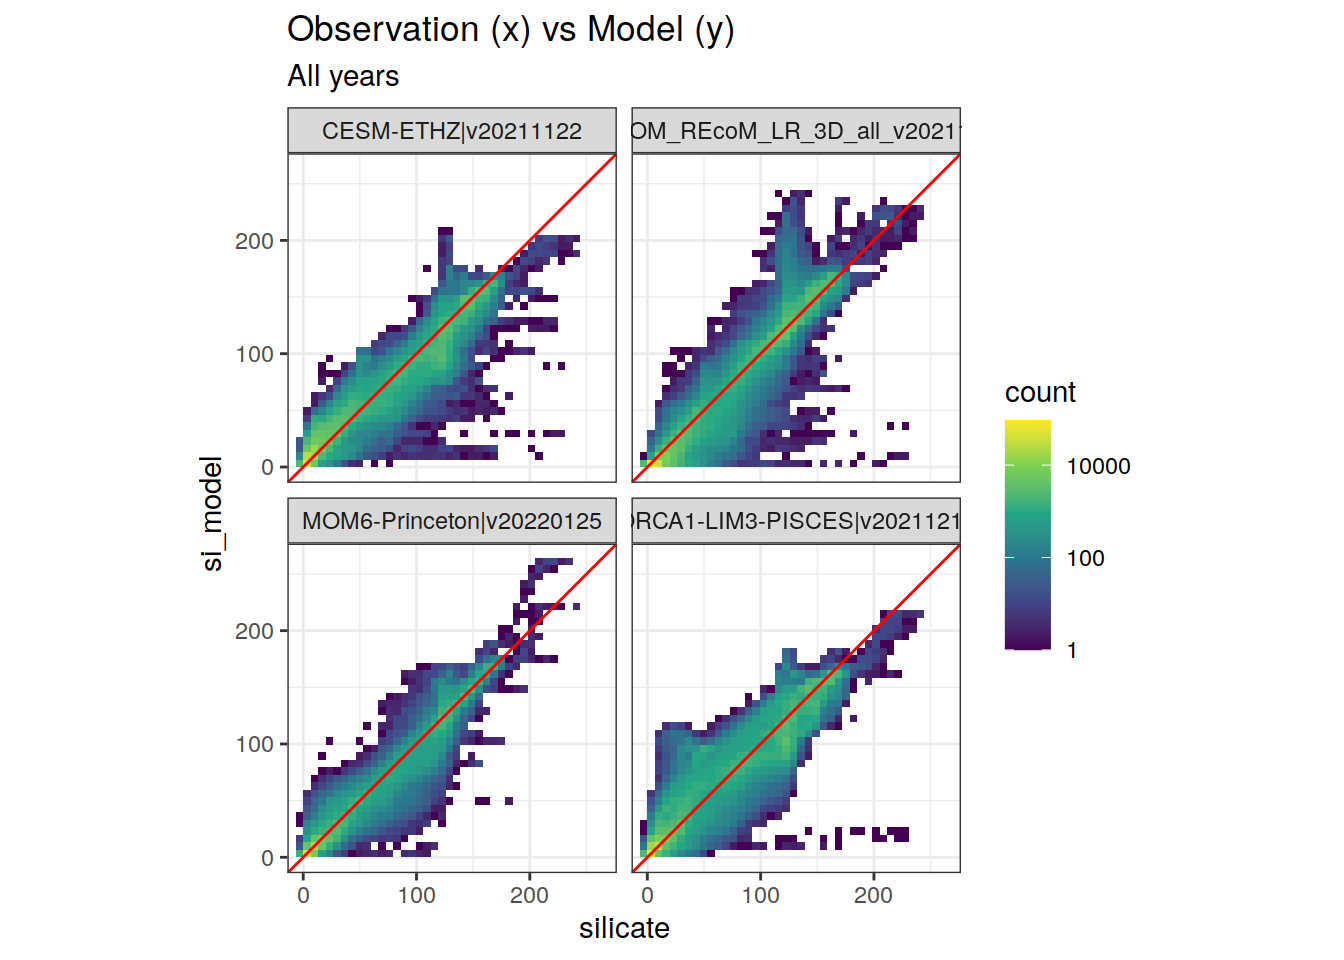 Observation (x) vs Model (y)
All years
CESM-ETHZ|v20211122
OM_REcoM_LR_3D_all_v2021
200
100
0
MOM6-Princeton|v20220125
ORCA1-LIM3-PISCES|v2021121
200
100
0
0 100 200
0 100 200
si_model
silicate
count
10000
100
1